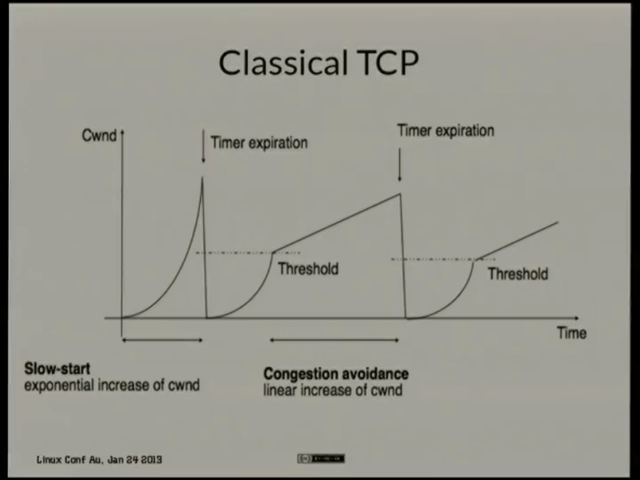 Classical TCP
Cwnd
Timer expiration
Timer expiration
Threshold
Threshold
Time
Slow-start
exponential increase of cwnd
Congestion avoidance
linear increase of cwnd
Linux Conf Au, Jan 24 2013